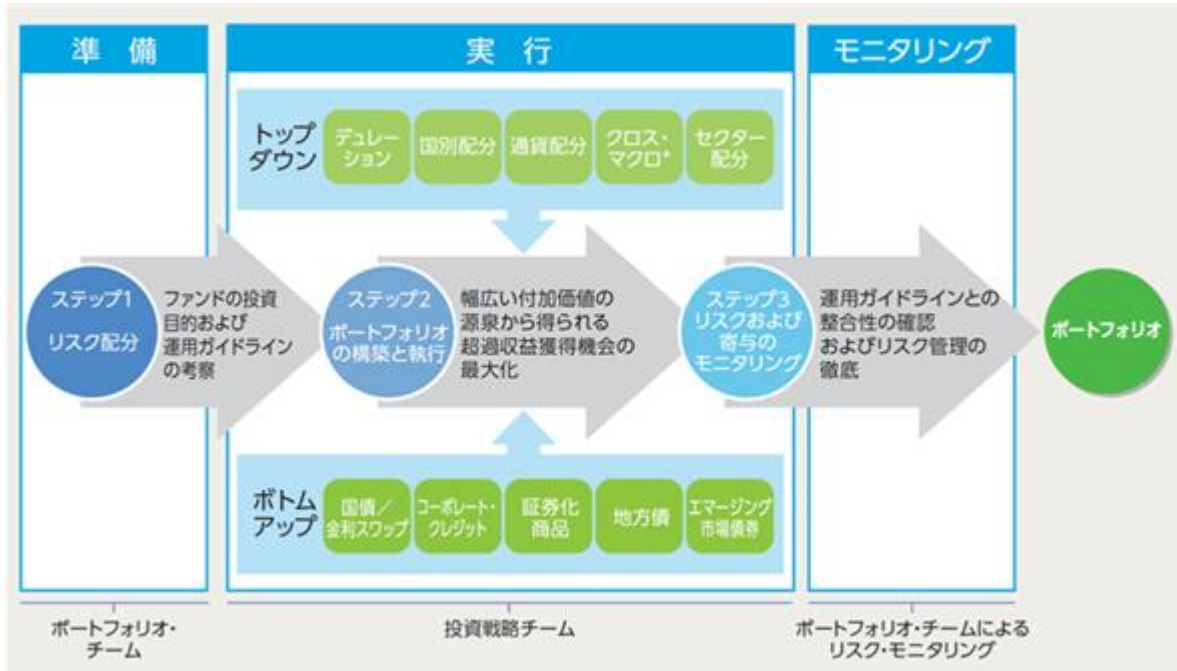 準 備
実 行
モニタリング
トップ
ダウン
デュレー
ション
国別配分
通貨配分
クロス・
マクロ*
セクター
配分
ステップ1
リスク配分
ファンドの投資
目的および
運用ガイドライン
の考察
ステップ2
ポートフォリオ
の構築と執行
幅広い付加価値の
源泉から得られる
超過収益獲得機会の
最大化
ステップ3
リスクおよび
寄与の
モニタリング
運用ガイドラインとの
整合性の確認
およびリスク管理の
徹底
ポートフォリオ
ボトム
アップ
国債／
金利スワップ
コーポレート・
クレジット
証券化
商品
地方債
エマージング
市場債券
ポートフォリオ・
チーム
投資戦略チーム
ポートフォリオ・チームによる
リスク・モニタリング